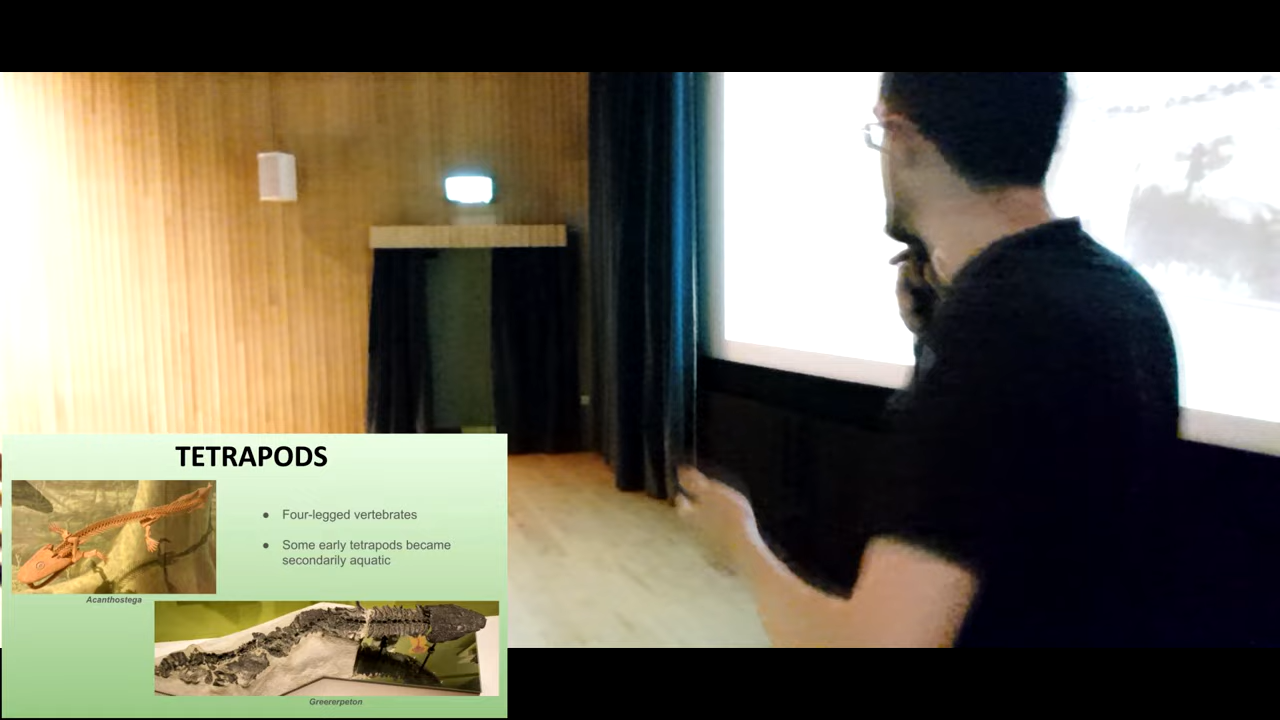 TETRAPODS
● Four-legged vertebrates
● Some early tetrapods became
secondarily aquatic
Acanthostega
Greererpeton